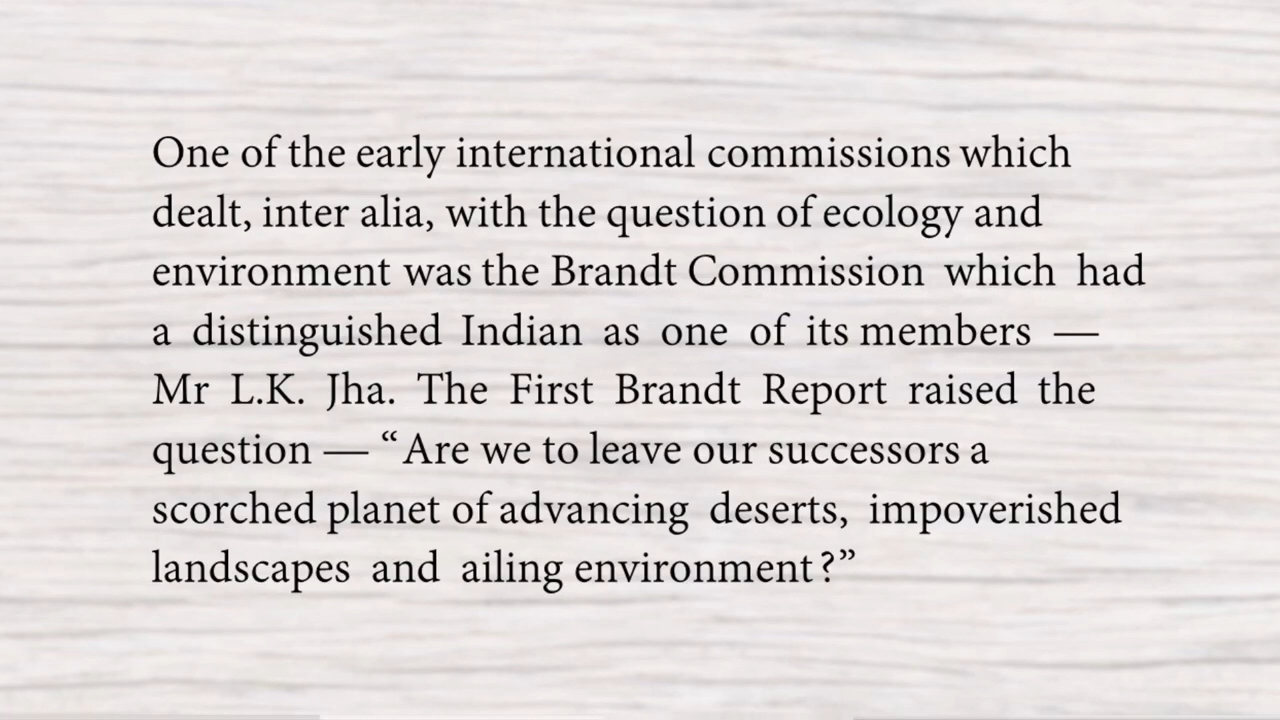 One of the early international commissions which
dealt, inter alia, with the question of ecology and
environment was the Brandt Commission which had
a distinguished Indian as one of its members —
Mr L.K. Jha. The First Brandt Report raised the
question — “Are we to leave our successors a
scorched planet of advancing deserts, impoverished
landscapes and ailing environment?”